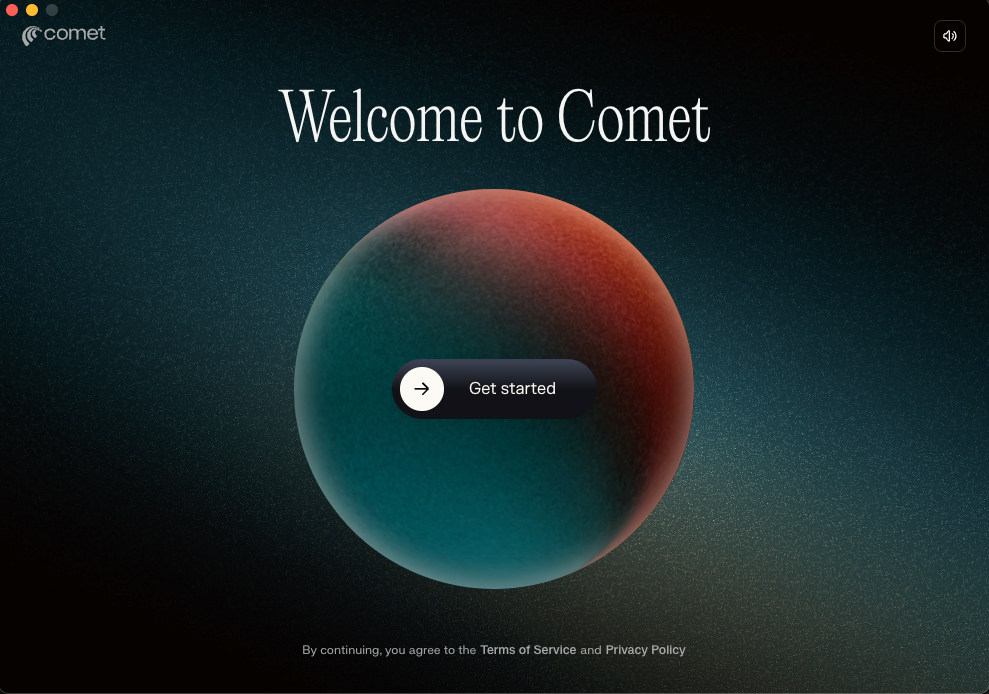 comet
Welcome to Comet
Get started
By continuing, you agree to the Terms of Service and Privacy Policy